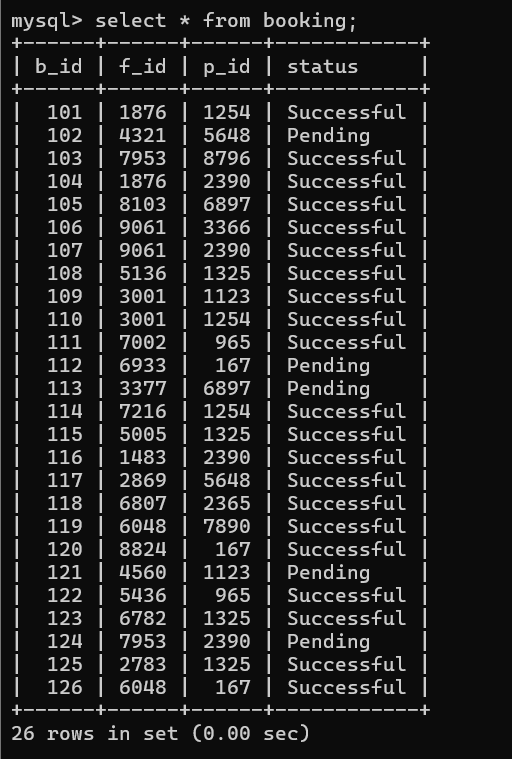 mysql> select * from booking;
+------+------+------+------------+
| b_id | f_id | p_id | status     |
+------+------+------+------------+
|  101 | 1876 | 1254 | Successful |
|  102 | 4321 | 5648 | Pending    |
|  103 | 7953 | 8796 | Successful |
|  104 | 1876 | 2390 | Successful |
|  105 | 8103 | 6897 | Successful |
|  106 | 9061 | 3366 | Successful |
|  107 | 9061 | 2390 | Successful |
|  108 | 5136 | 1325 | Successful |
|  109 | 3001 | 1123 | Successful |
|  110 | 3001 | 1254 | Successful |
|  111 | 7002 |  965 | Successful |
|  112 | 6933 |  167 | Pending    |
|  113 | 3377 | 6897 | Pending    |
|  114 | 7216 | 1254 | Successful |
|  115 | 5005 | 1325 | Successful |
|  116 | 1483 | 2390 | Successful |
|  117 | 2869 | 5648 | Successful |
|  118 | 6807 | 2365 | Successful |
|  119 | 6048 | 7890 | Successful |
|  120 | 8824 |  167 | Successful |
|  121 | 4560 | 1123 | Pending    |
|  122 | 5436 |  965 | Successful |
|  123 | 6782 | 1325 | Successful |
|  124 | 7953 | 2390 | Pending    |
|  125 | 2783 | 1325 | Successful |
|  126 | 6048 |  167 | Successful |
+------+------+------+------------+
26 rows in set (0.00 sec)